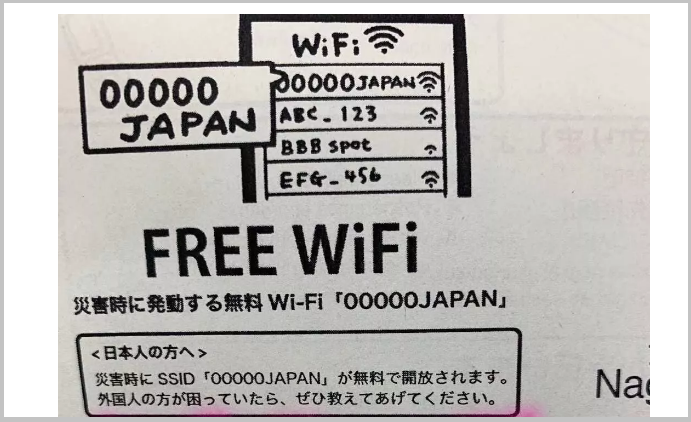 WiFi
00000
JAPAN
00000JAPAN
ABC_123
BBB spot
EFG_456
FREE WiFi
災害時に発動する無料 Wi-Fi「00000JAPAN」
<日本人の方へ>
災害時に SSID「00000JAPAN」が無料で開放されます。
外国人の方が困っていたら、ぜひ教えてあげてください。